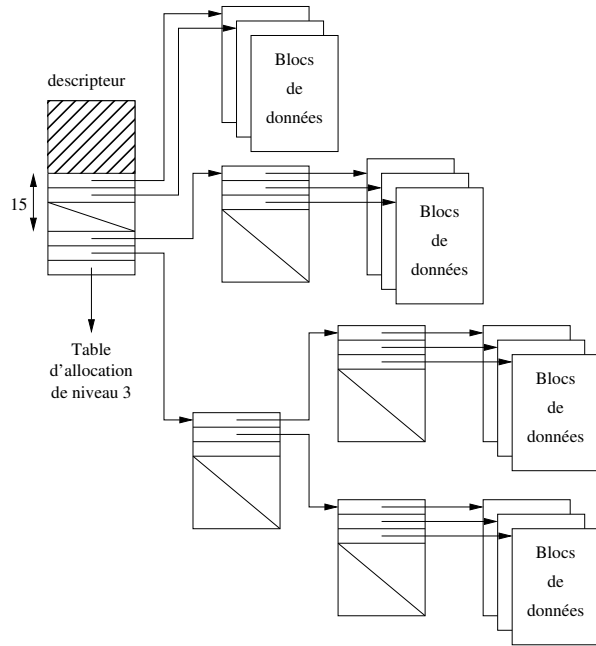 Blocs
de
données
descripteur
15
Blocs
de
données
Table
d'allocation
de niveau 3
Blocs
de
données
Blocs
de
données